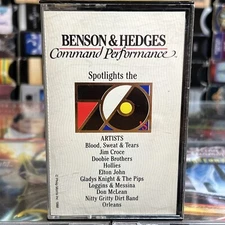 BENSON & HEDGES
Command Performance
Spotlights the
70s
ARTISTS
Blood, Sweat & Tears
Jim Croce
Doobie Brothers
Hollies
Elton John
Gladys Knight & The Pips
Loggins & Messina
Don McLean
Nitty Gritty Dirt Band
Orleans